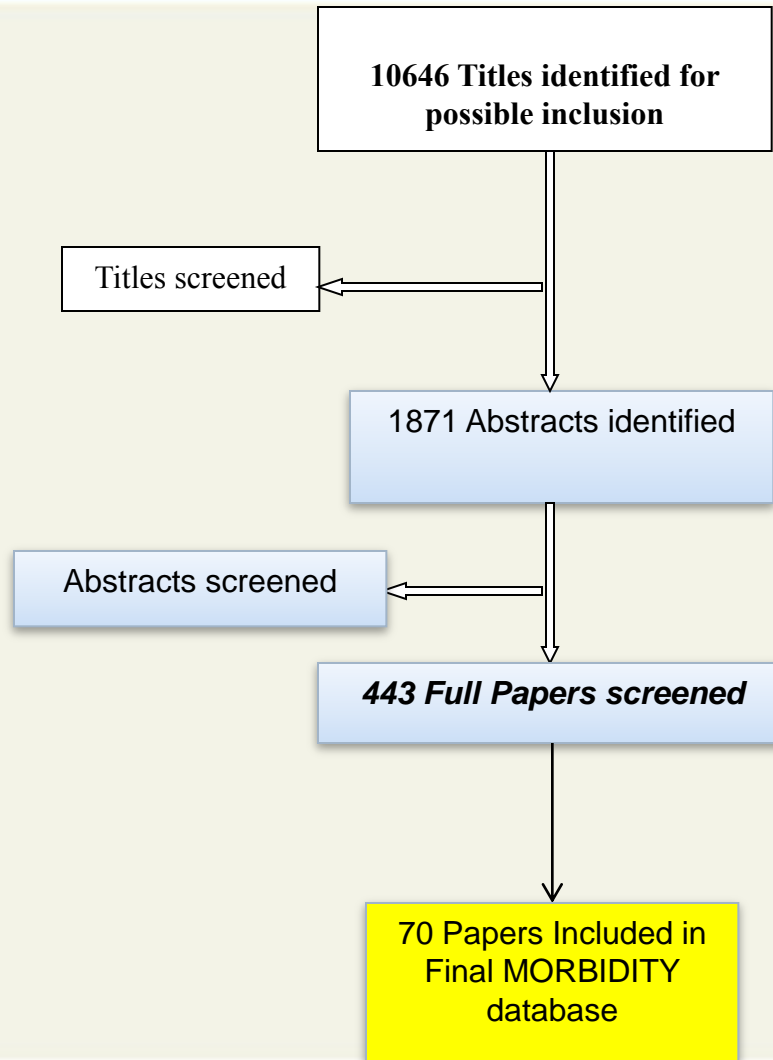 10646 Titles identified for
possible inclusion
Titles screened
1871 Abstracts identified
Abstracts screened
443 Full Papers screened
70 Papers Included in
Final MORBIDITY
database